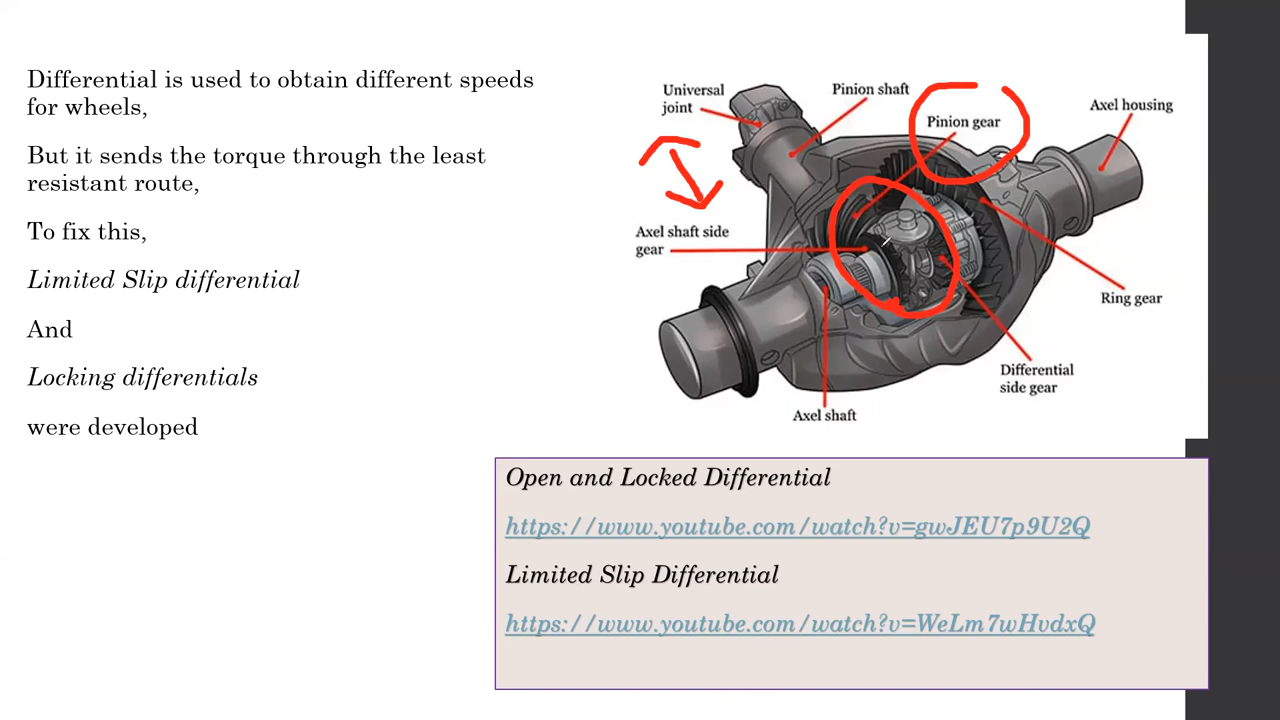 Differential is used to obtain different speeds
for wheels,
But it sends the torque through the least
resistant route,
To fix this,
Limited Slip differential
And
Locking differentials
were developed
Universal
joint
Pinion shaft
Pinion gear
Axel housing
Axel shaft side
gear
Ring gear
Differential
side gear
Axel shaft
Open and Locked Differential
https://www.youtube.com/watch?v=gwJEU7p9U2Q
Limited Slip Differential
https://www.youtube.com/watch?v=WeLm7wHvdxQ